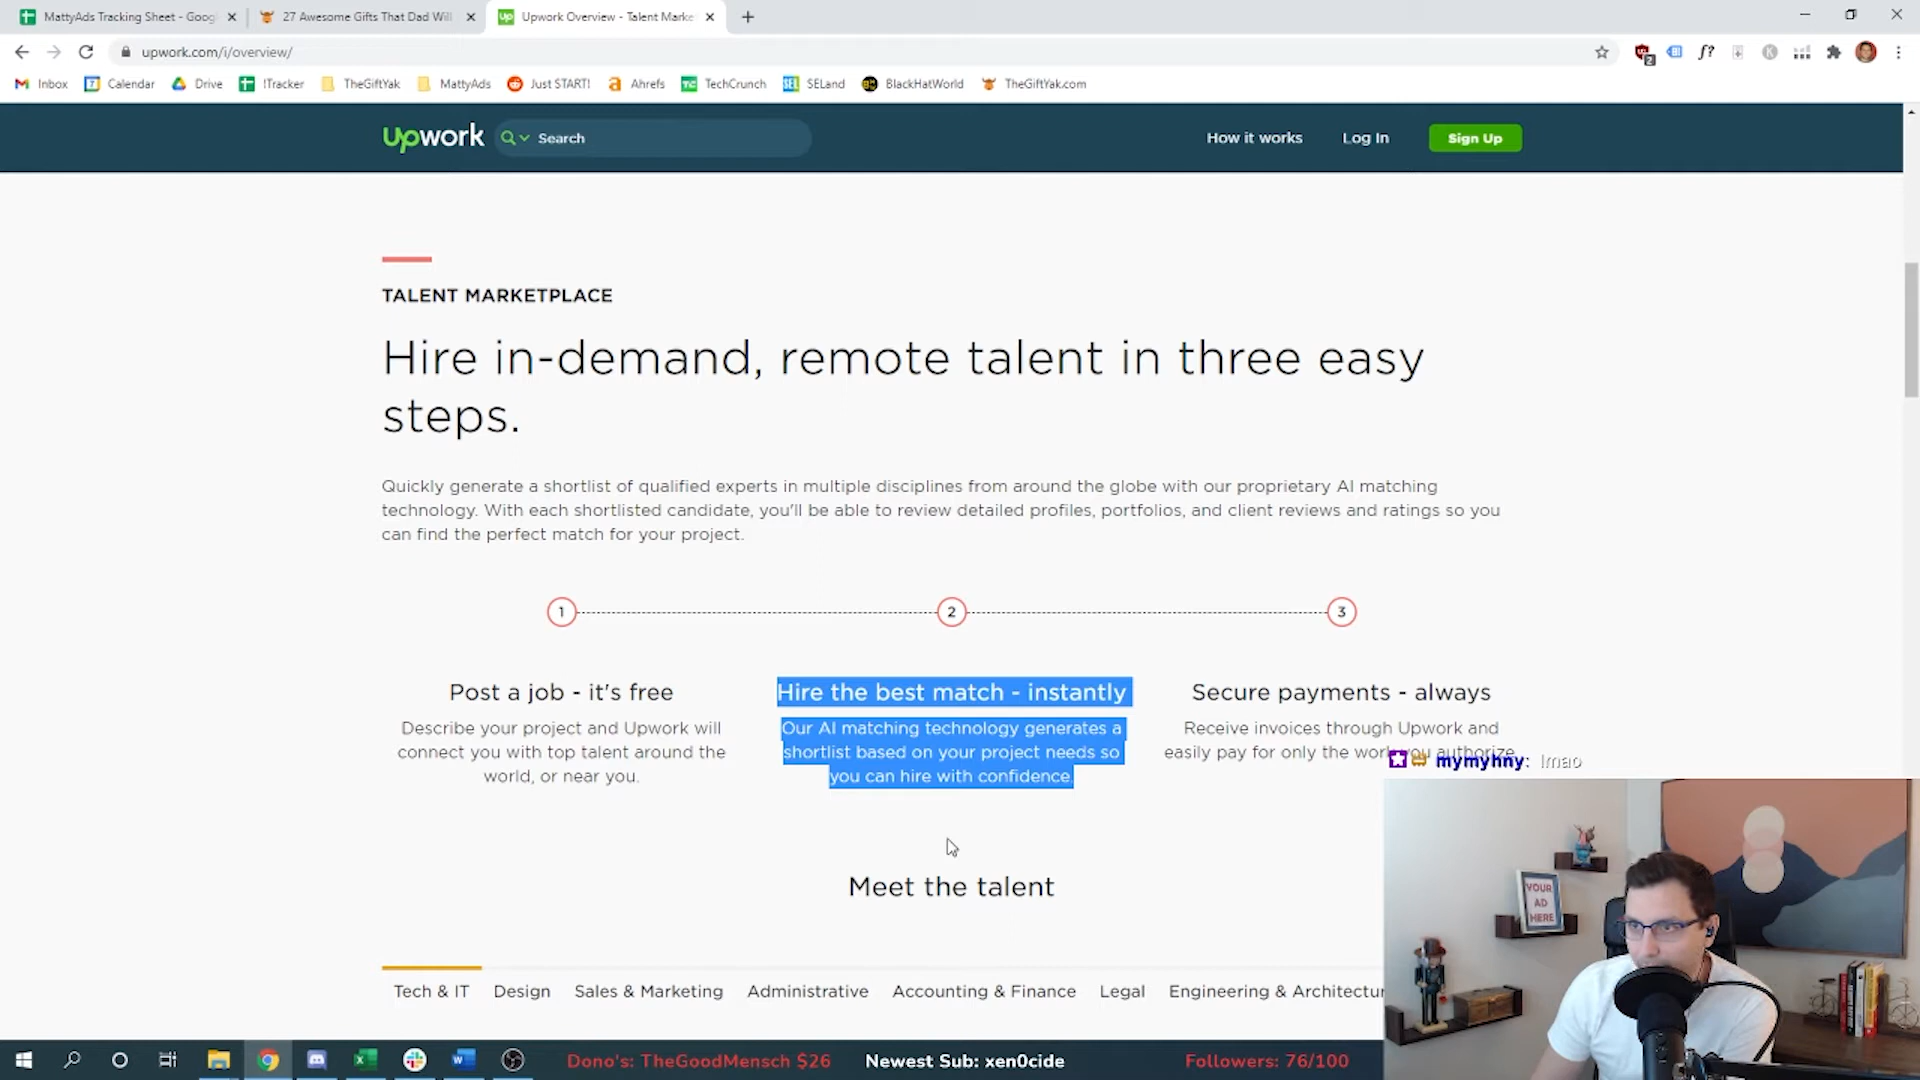 MattyAds Tracking Sheet - Goog
27 Awesome Gifts That Dad Will
Upwork Overview - Talent Marke
upwork.com/i/overview/
f?
2
Inbox
Calendar
Drive
!Tracker
TheGiftYak
MattyAds
Just START!
Ahrefs
TechCrunch
SELand
BlackHatWorld
TheGiftYak.com
Upwork
Search
How it works
Log In
Sign Up
TALENT MARKETPLACE
Hire in-demand, remote talent in three easy
steps.
Quickly generate a shortlist of qualified experts in multiple disciplines from around the globe with our proprietary AI matching
technology. With each shortlisted candidate, you'll be able to review detailed profiles, portfolios, and client reviews and ratings so you
can find the perfect match for your project.
1
2
3
Post a job - it's free
Describe your project and Upwork will
connect you with top talent around the
world, or near you.
Hire the best match - instantly
Our AI matching technology generates a
shortlist based on your project needs so
you can hire with confidence.
Secure payments - always
Receive invoices through Upwork and
easily pay for only the work you authorize.
mymyhny: lmao
Meet the talent
YOUR
AD
HERE
Tech & IT
Design
Sales & Marketing
Administrative
Accounting & Finance
Legal
Engineering & Architectur
Dono's: TheGoodMensch $26
Newest Sub: xen0cide
Followers: 76/100